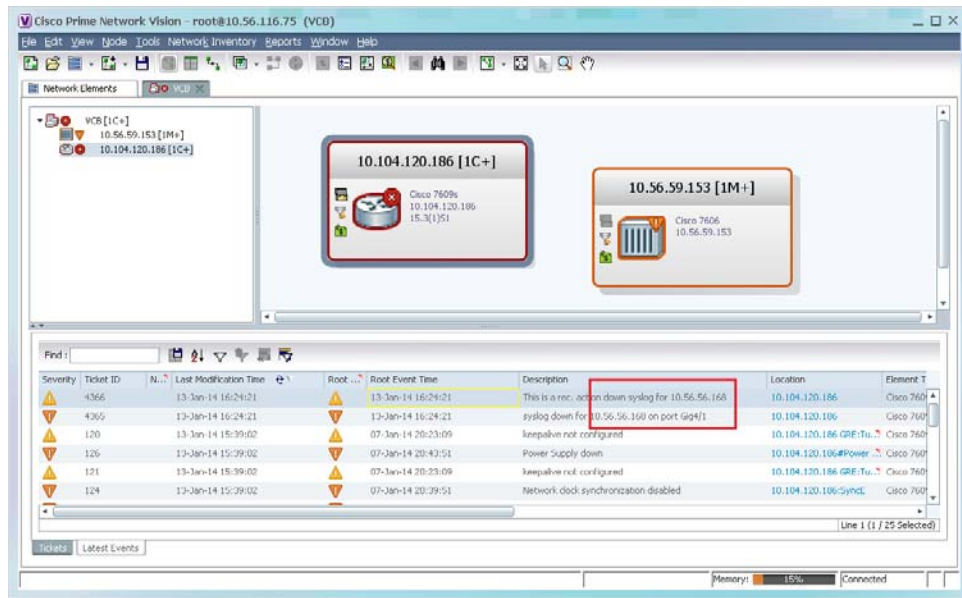 Cisco Prime Network Vision - root@10.56.116.75 (VCB)
File Edit View Node Tools Network Inventory Reports Window Help
Network Elements VCB
VCB [1C+]
10.56.59.153 [1M+]
10.104.120.186 [1C+]
10.104.120.186 [1C+]
Cisco 7609s
10.104.120.186
15.3(1)S1
10.56.59.153 [1M+]
Cisco 7606
10.56.59.153
Find :
Severity Ticket ID N... Last Modification Time Root ... Root Event Time Description Location Element T
4366 13-Jan-14 16:24:21 13-Jan-14 16:24:21 This is a rec. action down syslog for 10.56.56.168 10.104.120.186 Cisco 760
4365 13-Jan-14 16:24:21 13-Jan-14 16:24:21 syslog down for 10.56.56.168 on port Gig4/1 10.104.120.186 Cisco 760
120 13-Jan-14 15:39:02 07-Jan-14 20:23:09 keepalive not configured 10.104.120.186 GRE:Tu... Cisco 760
126 13-Jan-14 15:39:02 07-Jan-14 20:43:51 Power Supply down 10.104.120.186#Power ... Cisco 760
121 13-Jan-14 15:39:02 07-Jan-14 20:23:09 keepalive not configured 10.104.120.186 GRE:Tu... Cisco 760
124 13-Jan-14 15:39:02 07-Jan-14 20:39:51 Network clock synchronization disabled 10.104.120.186:SyncE Cisco 760
Line 1 (1 / 25 Selected)
Tickets Latest Events
Memory: 15% Connected